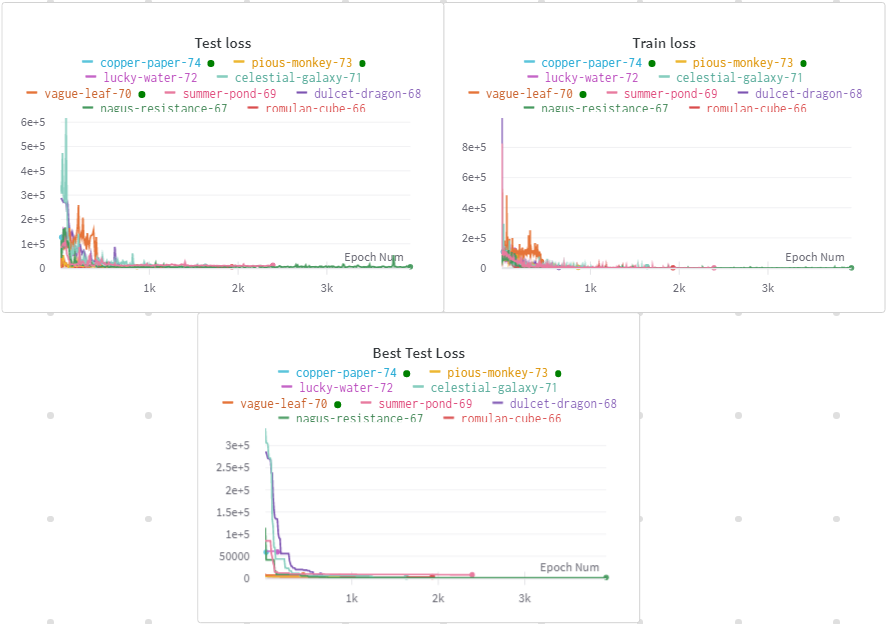 Test loss
copper-paper-74 pious-monkey-73
lucky-water-72 celestial-galaxy-71
vague-leaf-70 summer-pond-69 dulcet-dragon-68
nagus-resistance-67 romulan-cube-66
6e+5
5e+5
4e+5
3e+5
2e+5
1e+5
0
Epoch Num
1k 2k 3k
Train loss
copper-paper-74 pious-monkey-73
lucky-water-72 celestial-galaxy-71
vague-leaf-70 summer-pond-69 dulcet-dragon-68
nagus-resistance-67 romulan-cube-66
8e+5
6e+5
4e+5
2e+5
0
Epoch Num
1k 2k 3k
Best Test Loss
copper-paper-74 pious-monkey-73
lucky-water-72 celestial-galaxy-71
vague-leaf-70 summer-pond-69 dulcet-dragon-68
nagus-resistance-67 romulan-cube-66
3e+5
2.5e+5
2e+5
1.5e+5
1e+5
50000
0
Epoch Num
1k 2k 3k